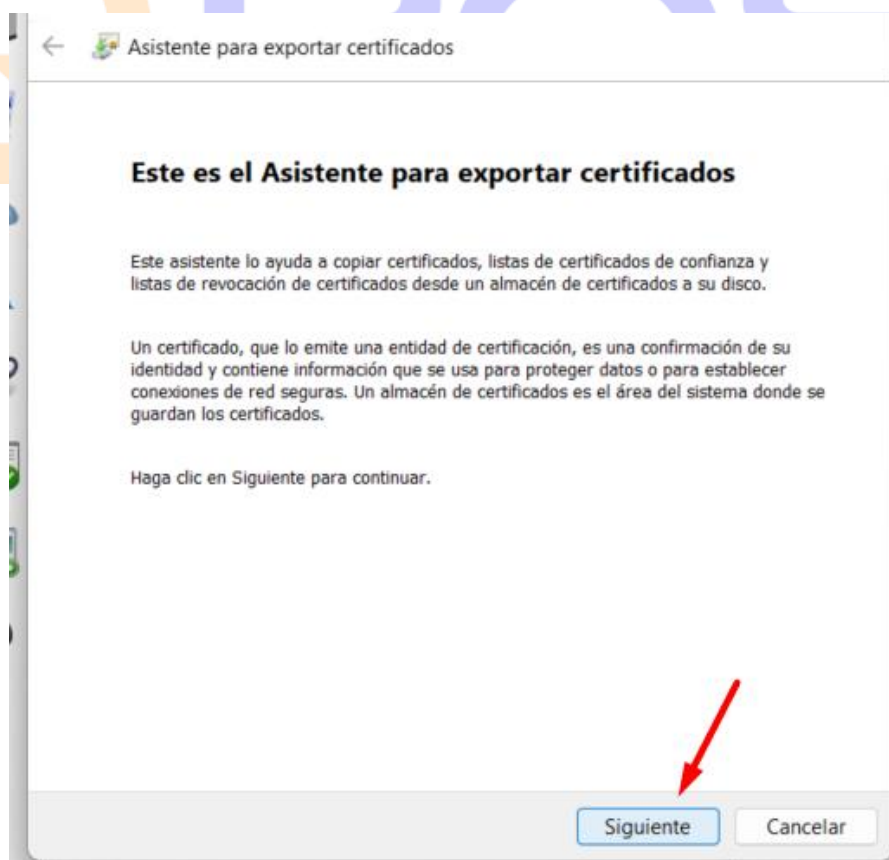 Asistente para exportar certificados
Este es el Asistente para exportar certificados
Este asistente lo ayuda a copiar certificados, listas de certificados de confianza y
listas de revocación de certificados desde un almacén de certificados a su disco.
Un certificado, que lo emite una entidad de certificación, es una confirmación de su
identidad y contiene información que se usa para proteger datos o para establecer
conexiones de red seguras. Un almacén de certificados es el área del sistema donde se
guardan los certificados.
Haga clic en Siguiente para continuar.
Siguiente Cancelar